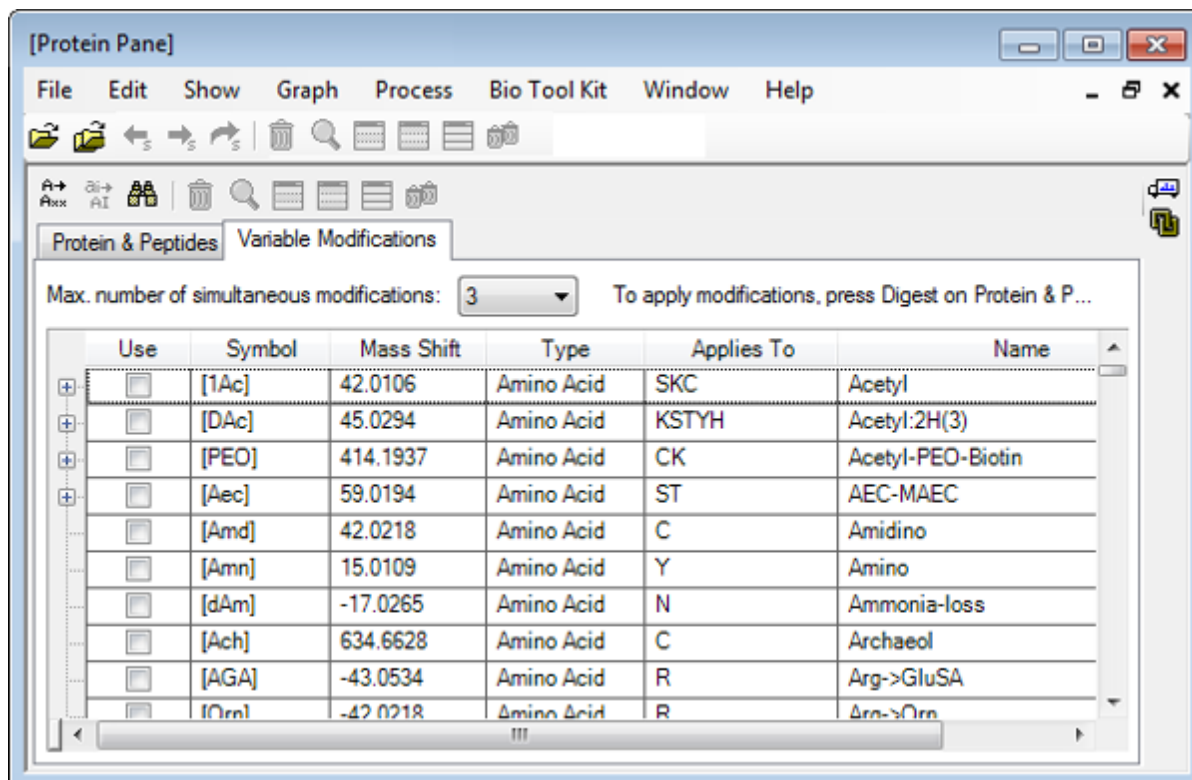 [Protein Pane]
File Edit Show Graph Process Bio Tool Kit Window Help
Protein & Peptides Variable Modifications
Max. number of simultaneous modifications: 3 To apply modifications, press Digest on Protein & P...
Use Symbol Mass Shift Type Applies To Name
[1Ac] 42.0106 Amino Acid SKC Acetyl
[DAc] 45.0294 Amino Acid KSTYH Acetyl:2H(3)
[PEO] 414.1937 Amino Acid CK Acetyl-PEO-Biotin
[Aec] 59.0194 Amino Acid ST AEC-MAEC
[Amd] 42.0218 Amino Acid C Amidino
[Amn] 15.0109 Amino Acid Y Amino
[dAm] -17.0265 Amino Acid N Ammonia-loss
[Ach] 634.6628 Amino Acid C Archaeol
[AGA] -43.0534 Amino Acid R Arg->GluSA
[Orn] -42.0218 Amino Acid R Arg->Orn